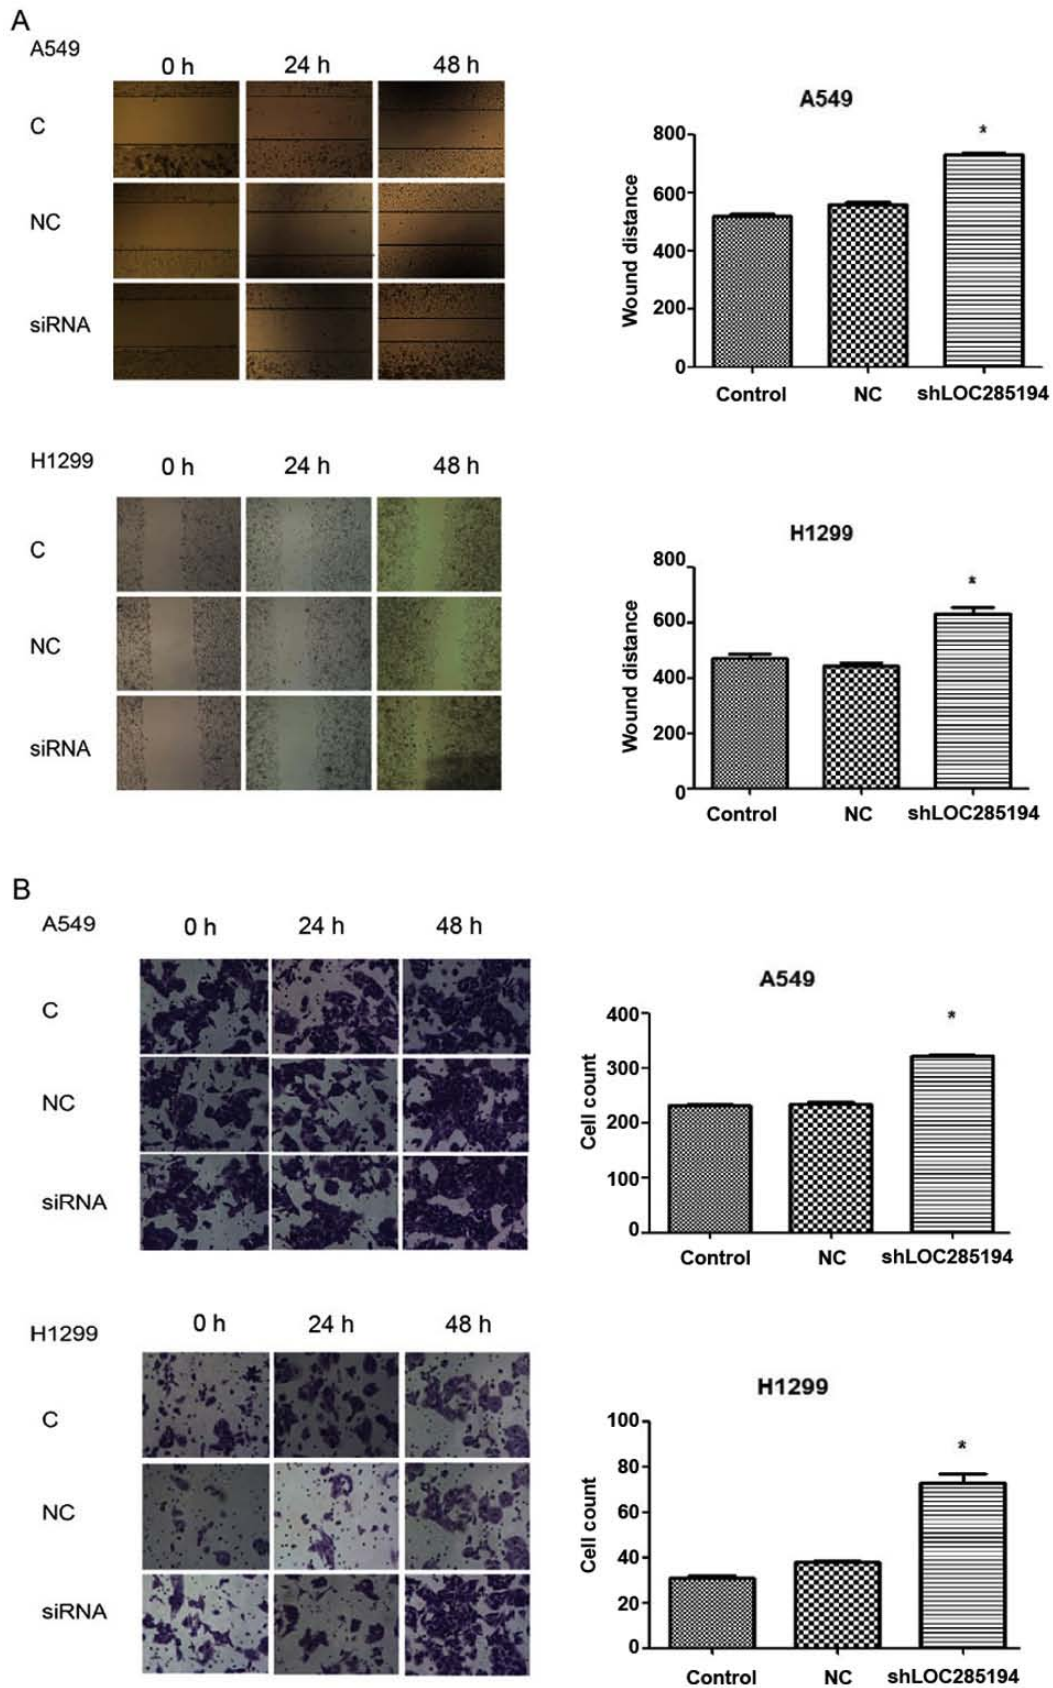 A
A549
0 h 24 h 48 h
C
NC
siRNA
A549
Wound distance
800
600
400
200
0
*
Control NC shLOC285194
H1299
0 h 24 h 48 h
C
NC
siRNA
H1299
Wound distance
800
600
400
200
0
*
Control NC shLOC285194
B
A549
0 h 24 h 48 h
C
NC
siRNA
A549
Cell count
400
300
200
100
0
*
Control NC shLOC285194
H1299
0 h 24 h 48 h
C
NC
siRNA
H1299
Cell count
100
80
60
40
20
0
*
Control NC shLOC285194